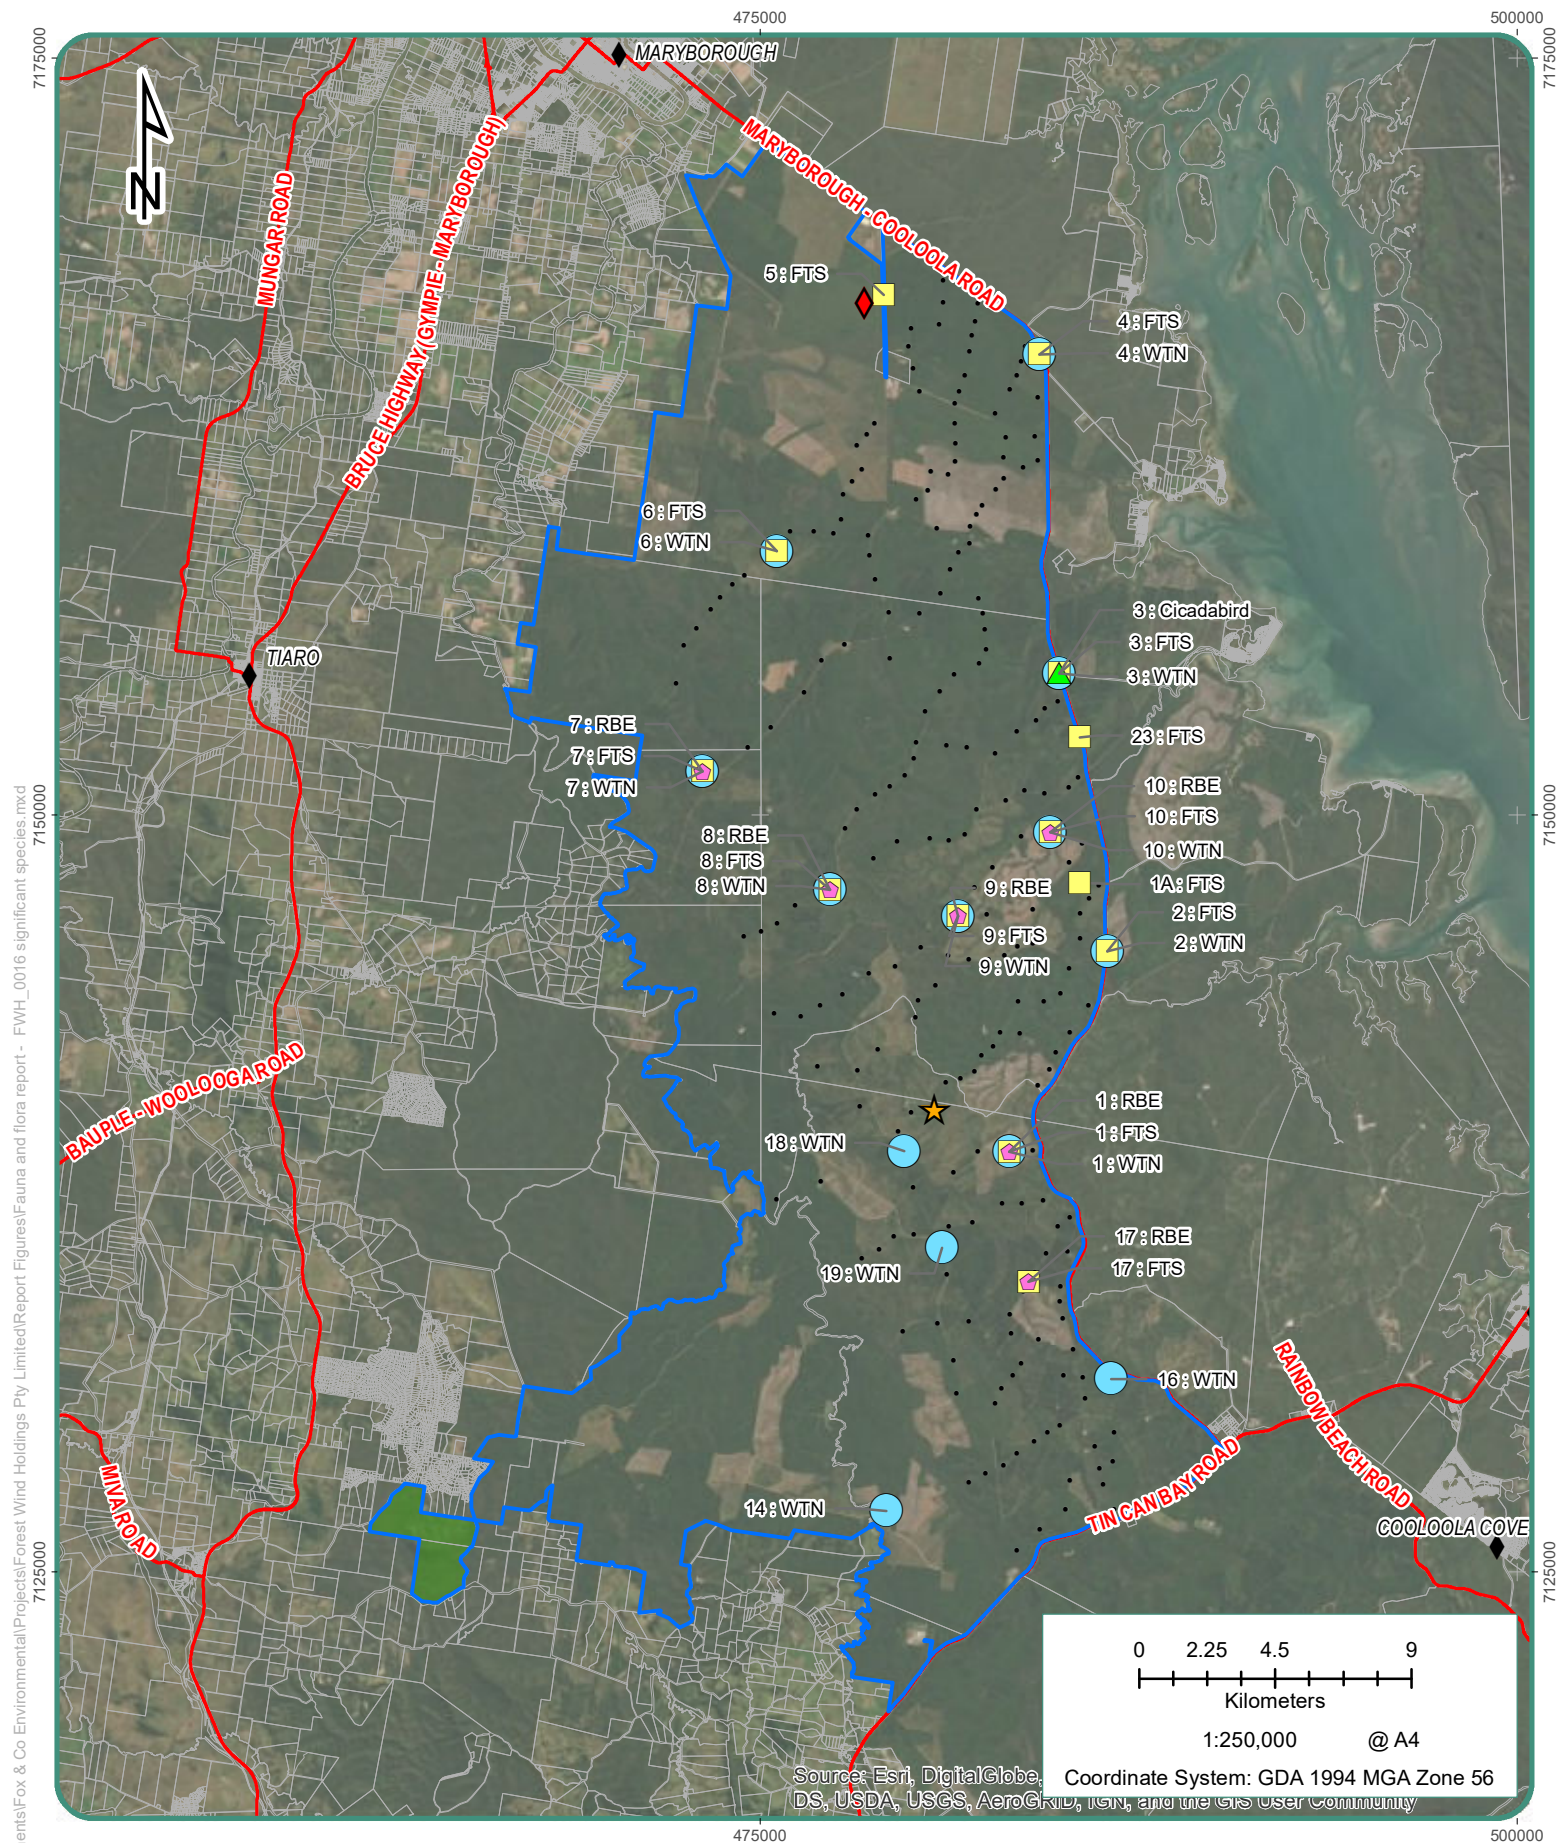 475000
500000
7175000
7175000
MARYBOROUGH
N
MARYBOROUGH - COOLOOLA ROAD
MUNGAR ROAD
BRUCE HIGHWAY (GYMPIE - MARYBOROUGH)
5 : FTS
4 : FTS
4 : WTN
6 : FTS
6 : WTN
3 : Cicadabird
3 : FTS
3 : WTN
TIARO
7 : RBE
7 : FTS
7 : WTN
23 : FTS
10 : RBE
10 : FTS
10 : WTN
7150000
7150000
8 : RBE
8 : FTS
8 : WTN
9 : RBE
9 : FTS
9 : WTN
1A : FTS
2 : FTS
2 : WTN
BAUPLE - WOOLOOGA ROAD
1 : RBE
1 : FTS
1 : WTN
18 : WTN
17 : RBE
17 : FTS
19 : WTN
16 : WTN
RAINBOW BEACH ROAD
TIN CAN BAY ROAD
MIVA ROAD
14 : WTN
COOLOOLA COVE
7125000
7125000
0 2.25 4.5 9
Kilometers
1:250,000 @ A4
Coordinate System: GDA 1994 MGA Zone 56
Source: Esri, DigitalGlobe,
DS, USDA, USGS, AeroGRID, IGN, and the GIS User Community
475000
500000
ents\Fox & Co Environmental\Projects\Forest Wind Holdings Pty Limited\Report Figures\Fauna and flora report - FWH_0016 significant species.mxd